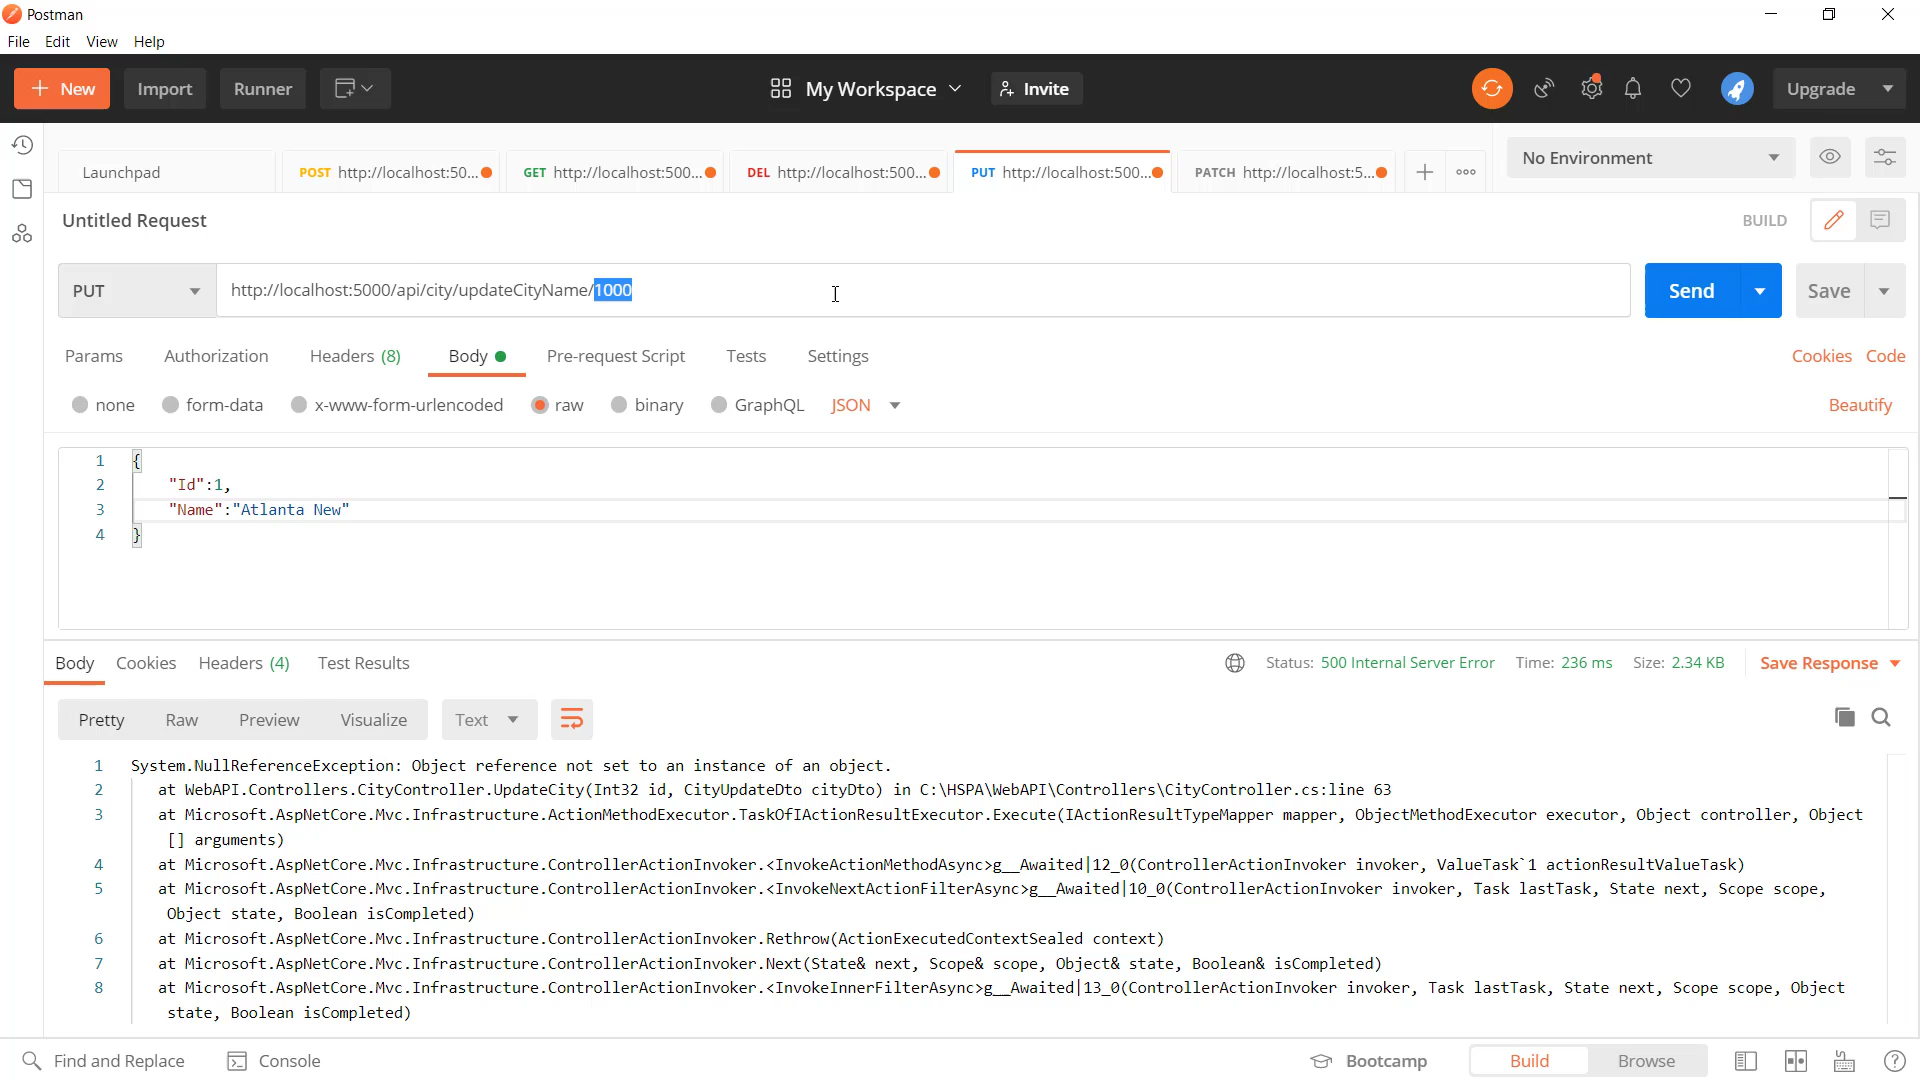 Postman
File Edit View Help
New Import Runner My Workspace Invite Upgrade
Launchpad POST http://localhost:50... GET http://localhost:500... DEL http://localhost:500... PUT http://localhost:500... PATCH http://localhost:5... No Environment
Untitled Request BUILD
PUT http://localhost:5000/api/city/updateCityName/1000 Send Save
Params Authorization Headers (8) Body Pre-request Script Tests Settings Cookies Code
none form-data x-www-form-urlencoded raw binary GraphQL JSON Beautify
1 {
2 "Id":1,
3 "Name":"Atlanta New"
4 }
Body Cookies Headers (4) Test Results Status: 500 Internal Server Error Time: 236 ms Size: 2.34 KB Save Response
Pretty Raw Preview Visualize Text
1 System.NullReferenceException: Object reference not set to an instance of an object.
2 at WebAPI.Controllers.CityController.UpdateCity(Int32 id, CityUpdateDto cityDto) in C:\HSPA\WebAPI\Controllers\CityController.cs:line 63
3 at Microsoft.AspNetCore.Mvc.Infrastructure.ActionMethodExecutor.TaskOfIActionResultExecutor.Execute(IActionResultTypeMapper mapper, ObjectMethodExecutor executor, Object controller, Object
[] arguments)
4 at Microsoft.AspNetCore.Mvc.Infrastructure.ControllerActionInvoker.<InvokeActionMethodAsync>g__Awaited|12_0(ControllerActionInvoker invoker, ValueTask`1 actionResultValueTask)
5 at Microsoft.AspNetCore.Mvc.Infrastructure.ControllerActionInvoker.<InvokeNextActionFilterAsync>g__Awaited|10_0(ControllerActionInvoker invoker, Task lastTask, State next, Scope scope,
Object state, Boolean isCompleted)
6 at Microsoft.AspNetCore.Mvc.Infrastructure.ControllerActionInvoker.Rethrow(ActionExecutedContextSealed context)
7 at Microsoft.AspNetCore.Mvc.Infrastructure.ControllerActionInvoker.Next(State& next, Scope& scope, Object& state, Boolean& isCompleted)
8 at Microsoft.AspNetCore.Mvc.Infrastructure.ControllerActionInvoker.<InvokeInnerFilterAsync>g__Awaited|13_0(ControllerActionInvoker invoker, Task lastTask, State next, Scope scope, Object
state, Boolean isCompleted)
Find and Replace Console Bootcamp Build Browse